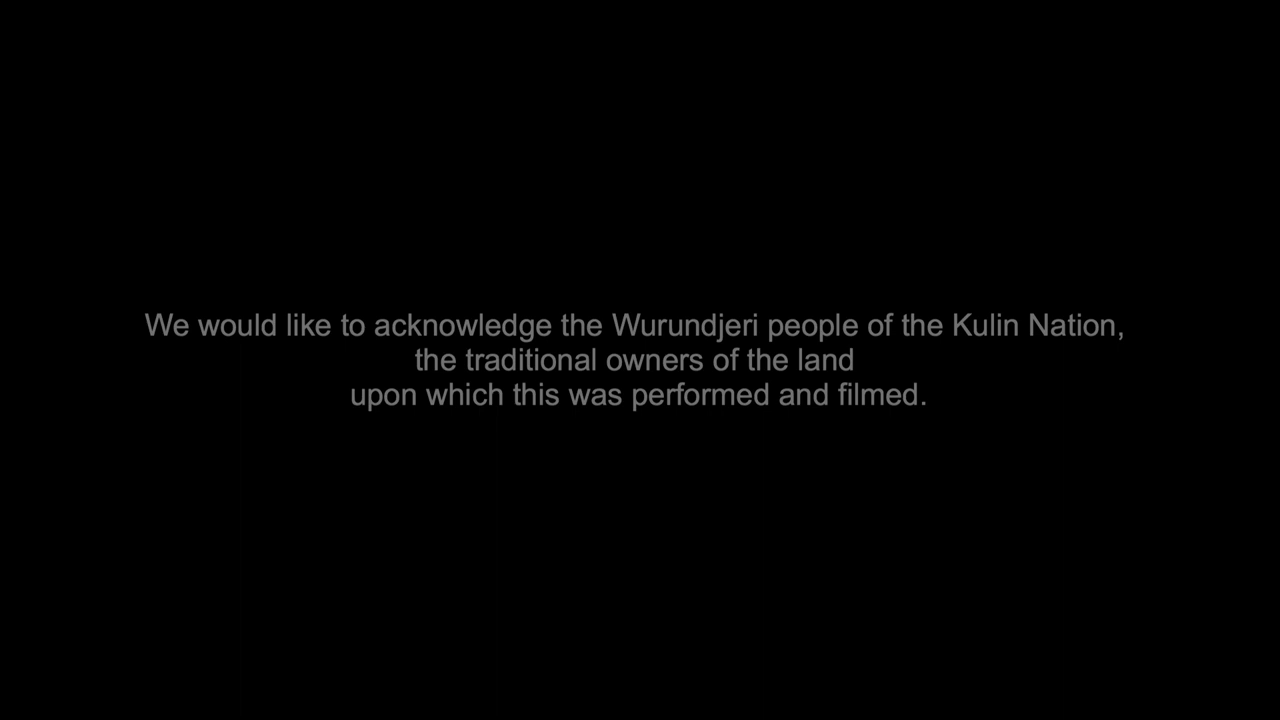 We would like to acknowledge the Wurundjeri people of the Kulin Nation,
the traditional owners of the land
upon which this was performed and filmed.